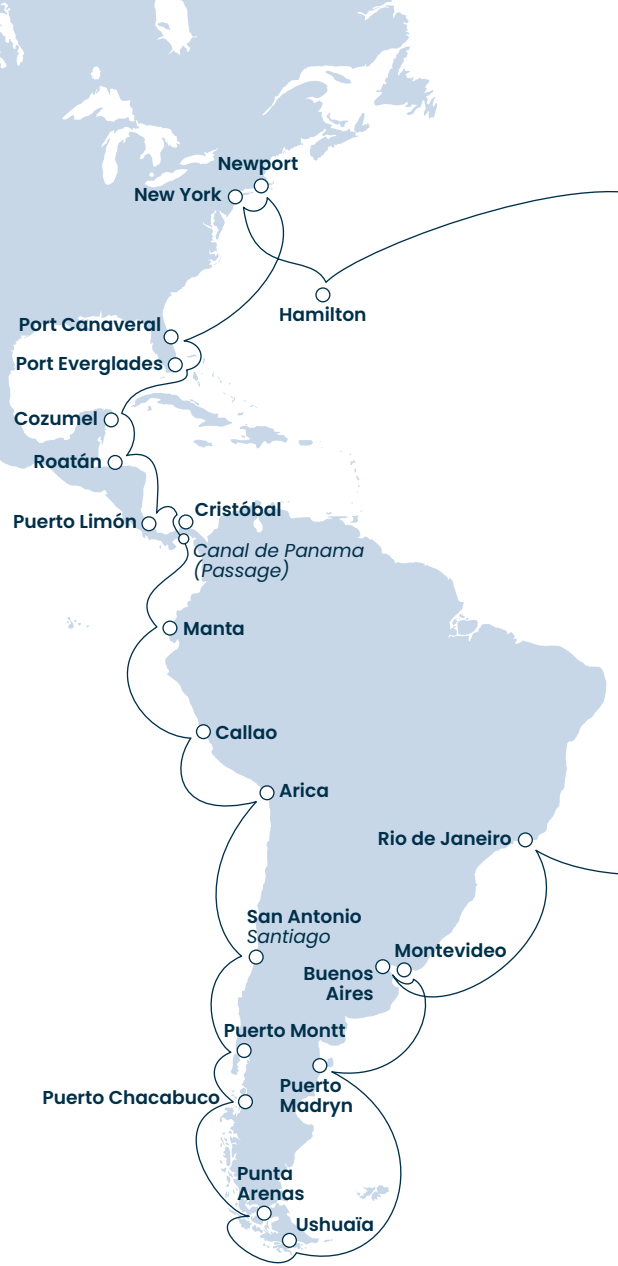 Newport
New York
Hamilton
Port Canaveral
Port Everglades
Cozumel
Roatán
Cristóbal
Puerto Limón
Canal de Panama
(Passage)
Manta
Callao
Arica
Rio de Janeiro
San Antonio
Santiago
Montevideo
Buenos
Aires
Puerto Montt
Puerto
Madryn
Puerto Chacabuco
Punta
Arenas
Ushuaïa